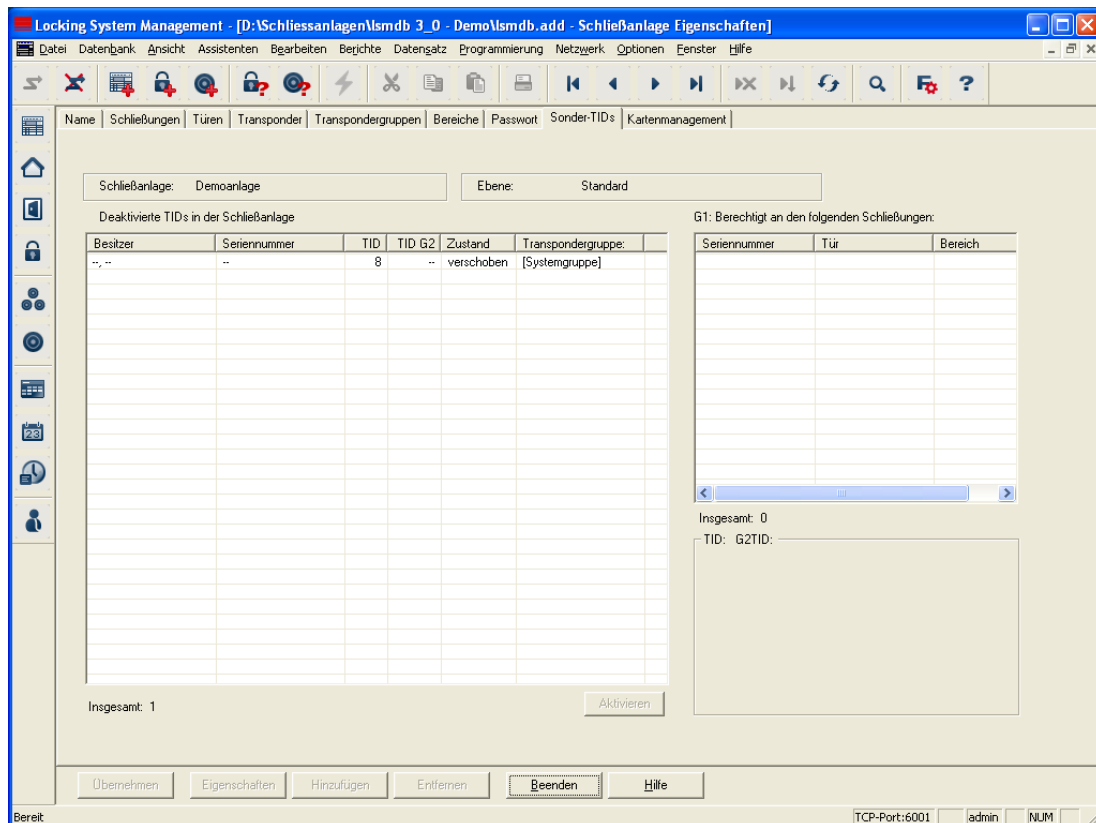 Locking System Management - [D:\Schliessanlagen\lsmdb 3_0 - Demo\lsmdb.add - Schließanlage Eigenschaften]
Datei Datenbank Ansicht Assistenten Bearbeiten Berichte Datensatz Programmierung Netzwerk Optionen Fenster Hilfe
Name Schließungen Türen Transponder Transpondergruppen Bereiche Passwort Sonder-TIDs Kartenmanagement
Schließanlage: Demoanlage Ebene: Standard
Deaktivierte TIDs in der Schließanlage G1: Berechtigt an den folgenden Schließungen:
Besitzer Seriennummer TID TID G2 Zustand Transpondergruppe: Seriennummer Tür Bereich
--, -- -- 8 -- verschoben [Systemgruppe]
23
Insgesamt: 0
TID: G2TID:
Insgesamt: 1 Aktivieren
Übernehmen Eigenschaften Hinzufügen Entfernen Beenden Hilfe
Bereit TCP-Port:6001 admin NUM